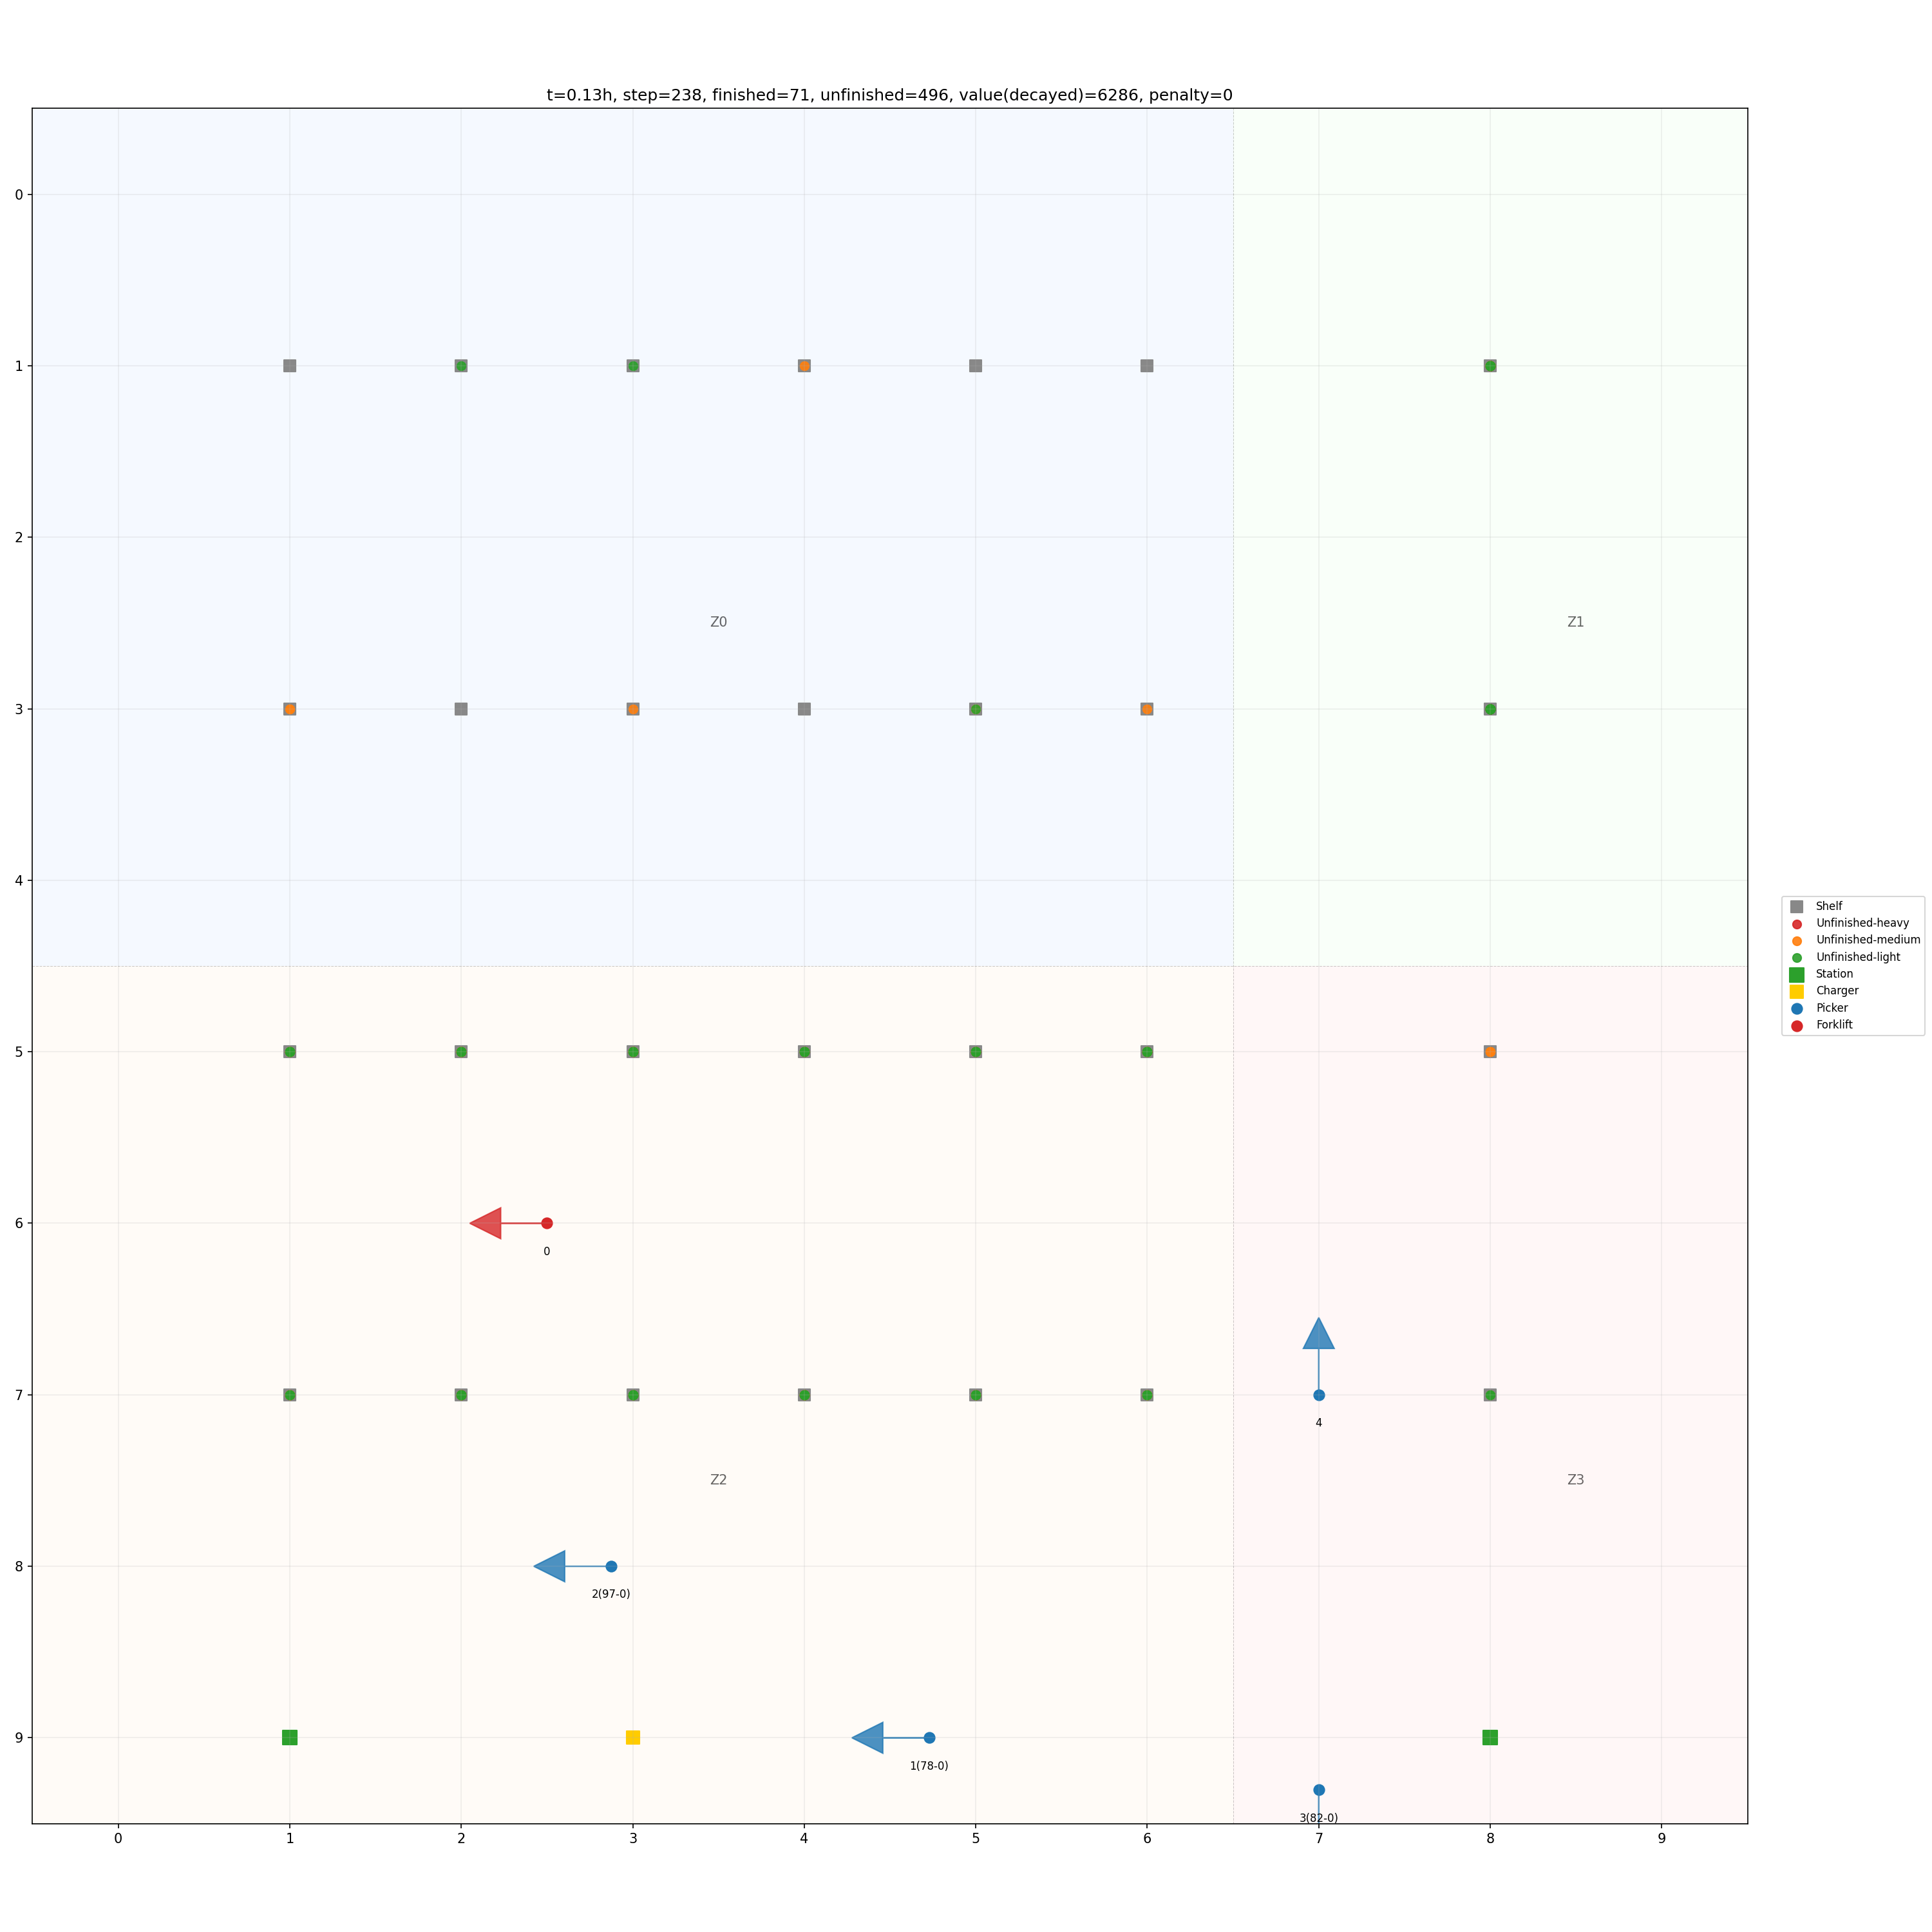 t=0.13h, step=238, finished=71, unfinished=496, value(decayed)=6286, penalty=0
0
1
2
Z0
Z1
3
4
Shelf
Unfinished-heavy
Unfinished-medium
Unfinished-light
Station
Charger
Picker
Forklift
5
6
0
7
4
Z2
Z3
8
2(97-0)
9
1(78-0)
3(82-0)
0 1 2 3 4 5 6 7 8 9